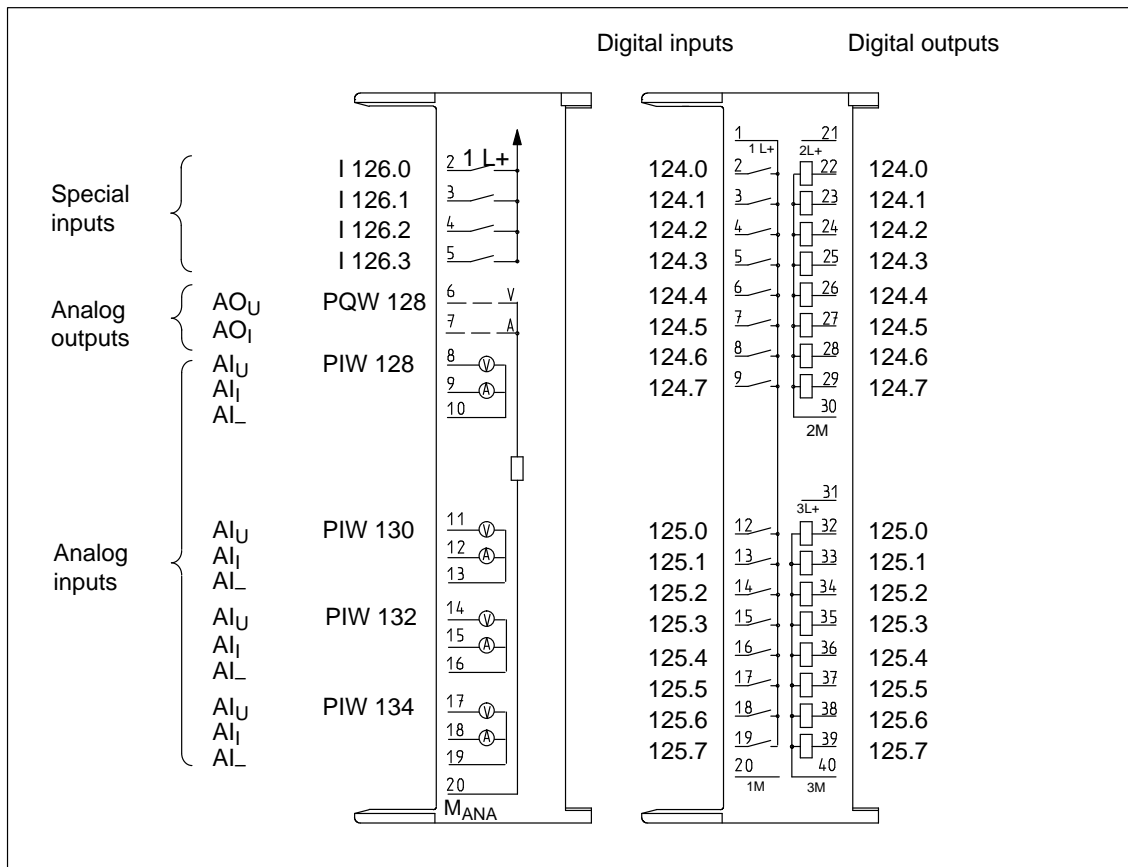 Digital inputs Digital outputs
Special inputs
Analog outputs
Analog inputs
1 L+
I 126.0 2
I 126.1 3
I 126.2 4
I 126.3 5
AOU PQW 128 6 V
AOI 7 A
AIU PIW 128 8 V
AII 9 A
AI– 10
AIU PIW 130 11 V
AII 12 A
AI– 13
AIU PIW 132 14 V
AII 15 A
AI– 16
AIU PIW 134 17 V
AII 18 A
AI– 19
20
MANA
1 21
1 L+ 2L+
124.0 2 22 124.0
124.1 3 23 124.1
124.2 4 24 124.2
124.3 5 25 124.3
124.4 6 26 124.4
124.5 7 27 124.5
124.6 8 28 124.6
124.7 9 29 124.7
30
2M
31
3L+
125.0 12 32 125.0
125.1 13 33 125.1
125.2 14 34 125.2
125.3 15 35 125.3
125.4 16 36 125.4
125.5 17 37 125.5
125.6 18 38 125.6
125.7 19 39 125.7
20 40
1M 3M